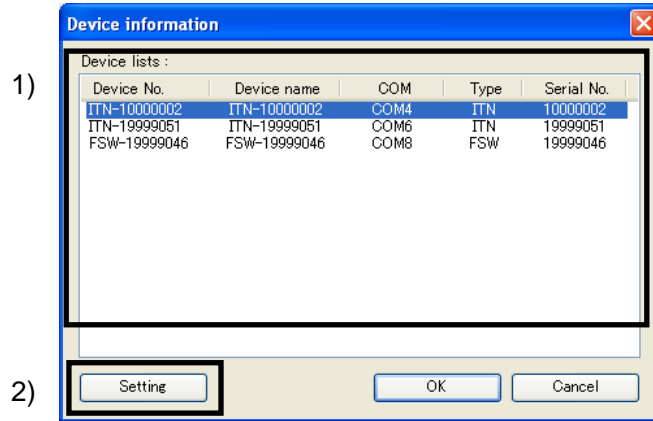 Device information
Device lists :
1)
Device No. Device name COM Type Serial No.
ITN-10000002 ITN-10000002 COM4 ITN 10000002
ITN-19999051 ITN-19999051 COM6 ITN 19999051
FSW-19999046 FSW-19999046 COM8 FSW 19999046
2)
Setting OK Cancel